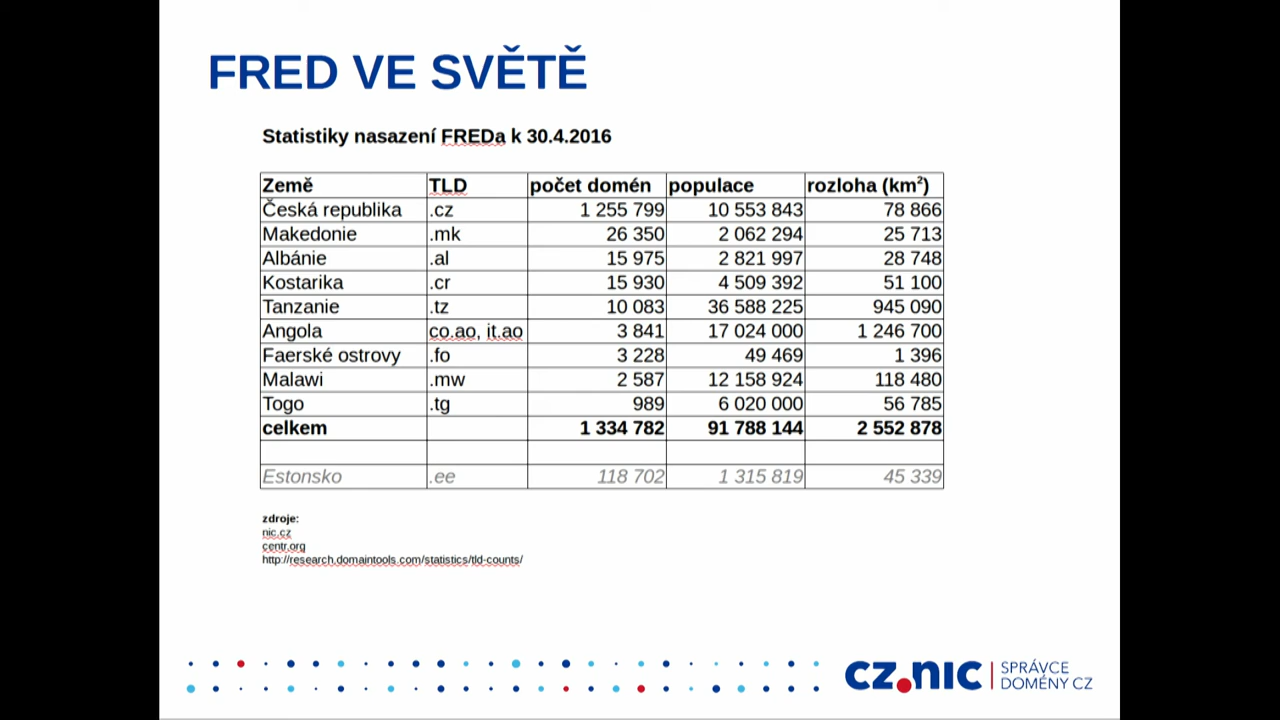 FRED VE SVĚTĚ
Statistiky nasazení FREDa k 30.4.2016
Země TLD počet domén populace rozloha (km²)
Česká republika .cz 1 255 799 10 553 843 78 866
Makedonie .mk 26 350 2 062 294 25 713
Albánie .al 15 975 2 821 997 28 748
Kostarika .cr 15 930 4 509 392 51 100
Tanzanie .tz 10 083 36 588 225 945 090
Angola co.ao, it.ao 3 841 17 024 000 1 246 700
Faerské ostrovy .fo 3 228 49 469 1 396
Malawi .mw 2 587 12 158 924 118 480
Togo .tg 989 6 020 000 56 785
celkem 1 334 782 91 788 144 2 552 878
Estonsko .ee 118 702 1 315 819 45 339
zdroje:
nic.cz
centr.org
http://research.domaintools.com/statistics/tld-counts/
CZ.NIC SPRÁVCE
DOMÉNY CZ